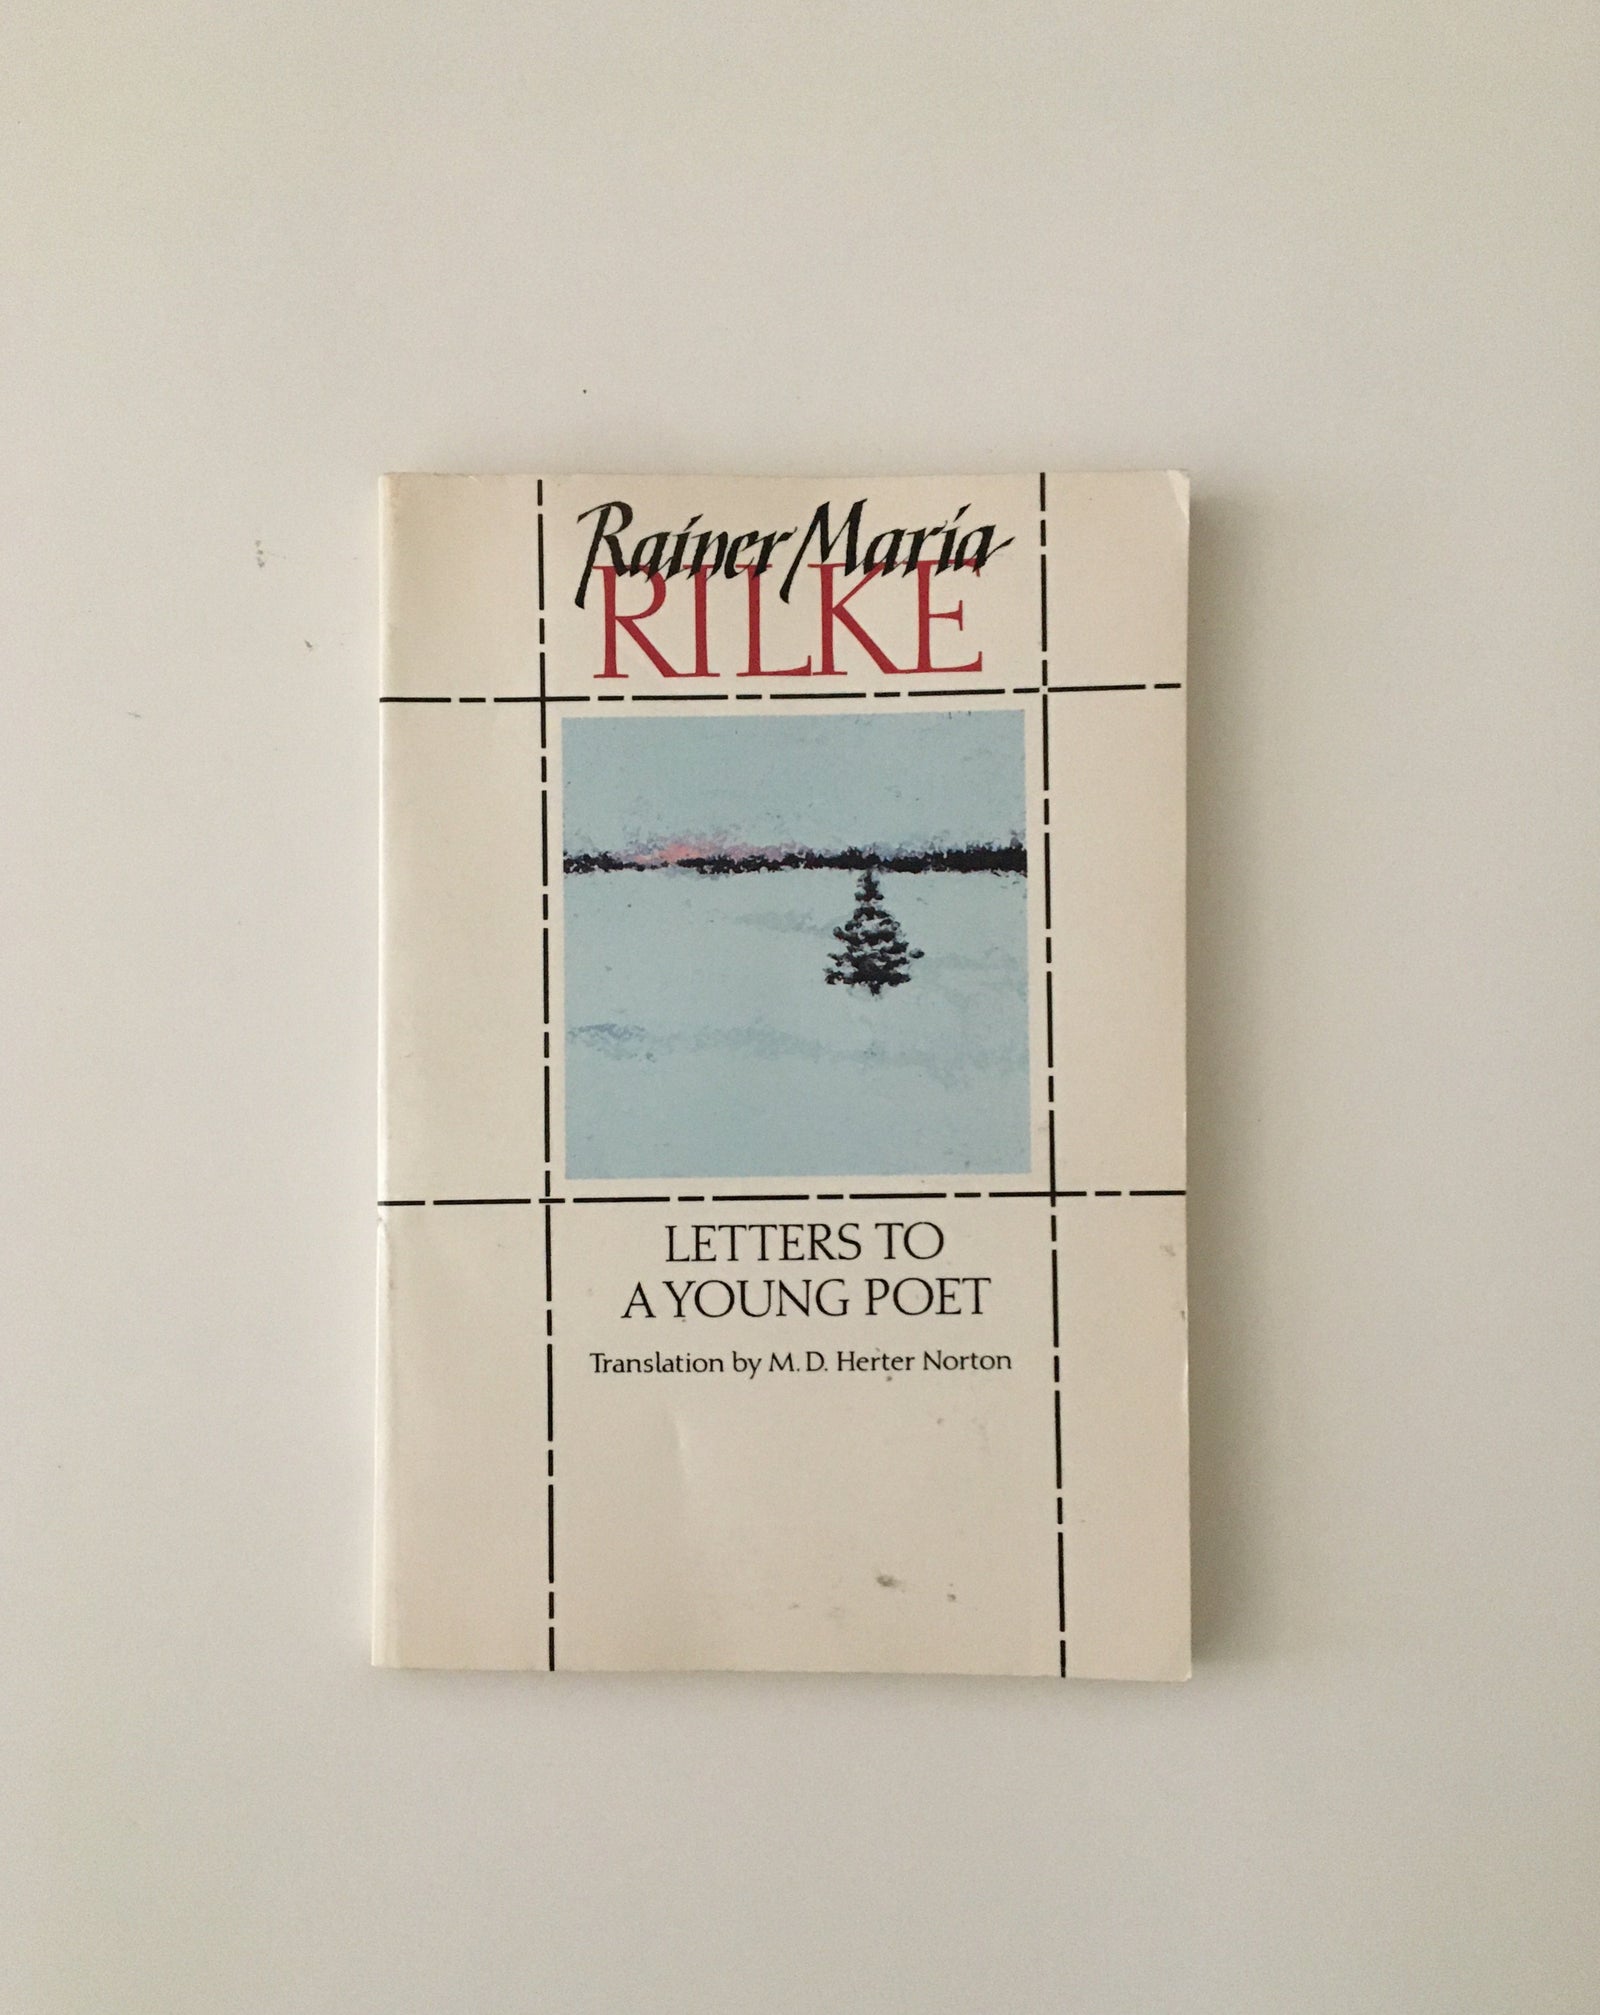 Rainer Maria
RILKE
LETTERS TO
A YOUNG POET
Translation by M. D. Herter Norton